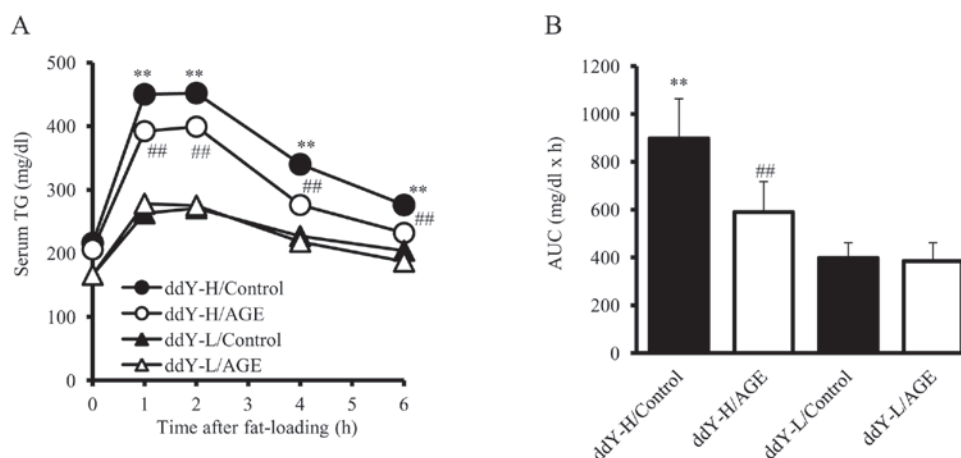 A
Serum TG (mg/dl)
500
400
300
200
100
0
** ** ** **
## ## ## ##
ddY-H/Control
ddY-H/AGE
ddY-L/Control
ddY-L/AGE
0 1 2 3 4 5 6
Time after fat-loading (h)
B
AUC (mg/dl x h)
1200
1000
800
600
400
200
0
**
##
ddY-H/Control
ddY-H/AGE
ddY-L/Control
ddY-L/AGE